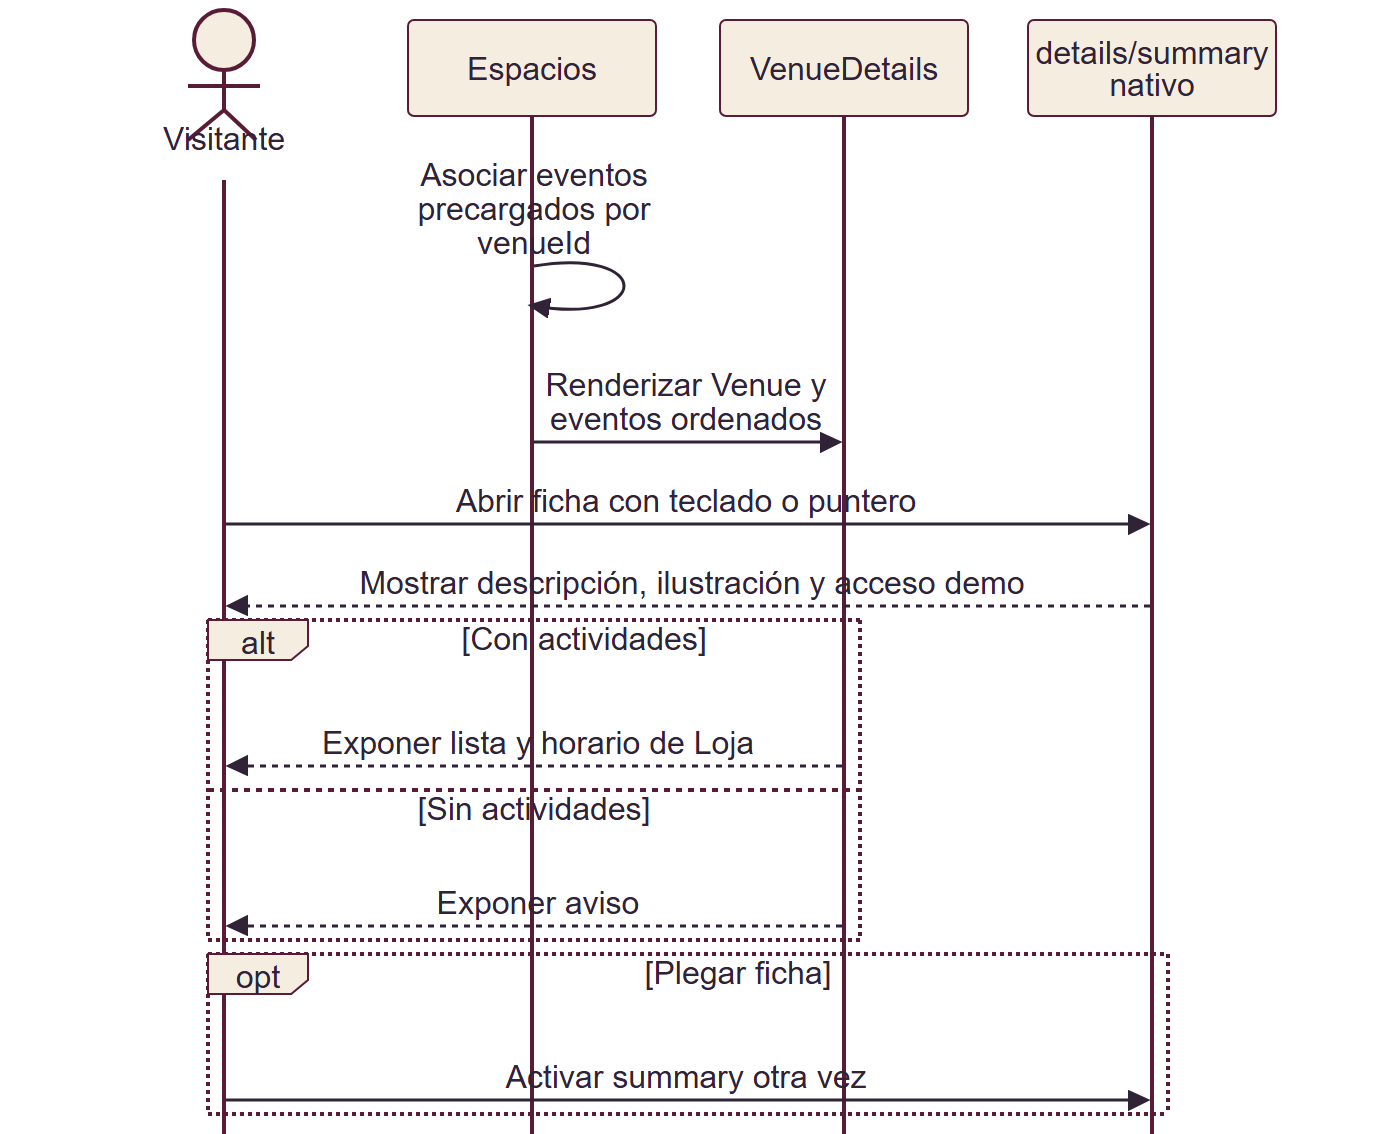 Visitante
Espacios
VenueDetails
details/summary
nativo
Asociar eventos
precargados por
venueId
Renderizar Venue y
eventos ordenados
Abrir ficha con teclado o puntero
Mostrar descripción, ilustración y acceso demo
alt
[Con actividades]
Exponer lista y horario de Loja
[Sin actividades]
Exponer aviso
opt
[Plegar ficha]
Activar summary otra vez